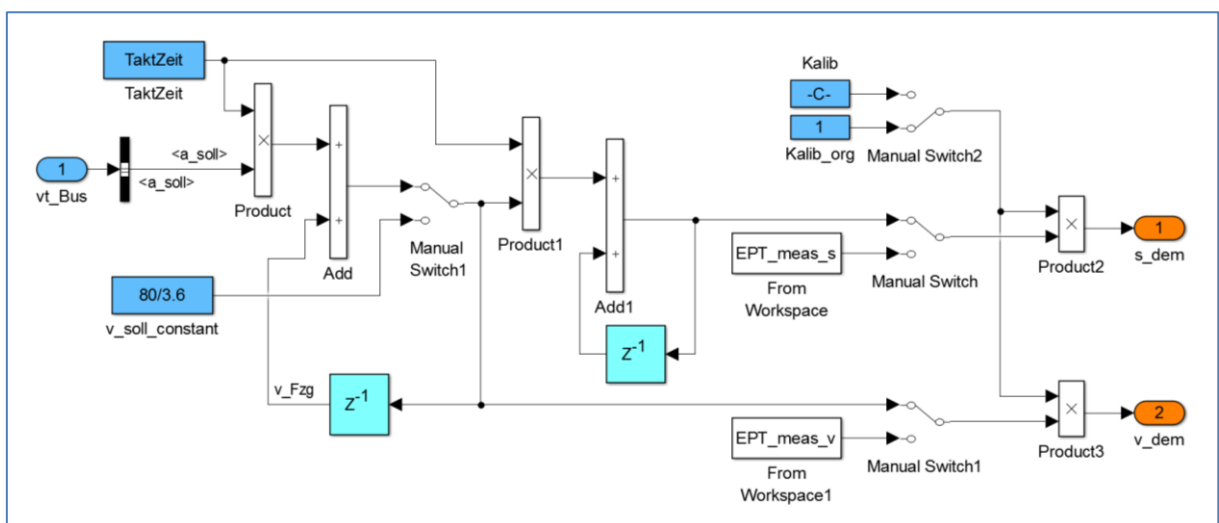 TaktZeit
TaktZeit
1
vt_Bus
<a_soll>
<a_soll>
×
Product
+
+
Add
80/3.6
v_soll_constant
Manual
Switch1
v_Fzg
Z-1
×
Product1
+
+
Add1
Z-1
Kalib
-C-
1
Kalib_org
Manual Switch2
EPT_meas_s
From
Workspace
Manual Switch
×
Product2
1
s_dem
EPT_meas_v
From
Workspace1
Manual Switch1
×
Product3
2
v_dem